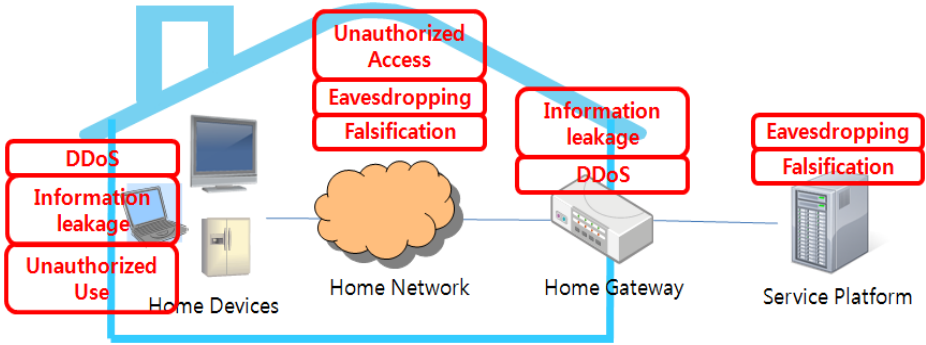 Unauthorized
Access
Eavesdropping
Falsification
Information
leakage
DDoS
Eavesdropping
Falsification
DDoS
Information
leakage
Unauthorized
Use
Home Devices
Home Network
Home Gateway
Service Platform